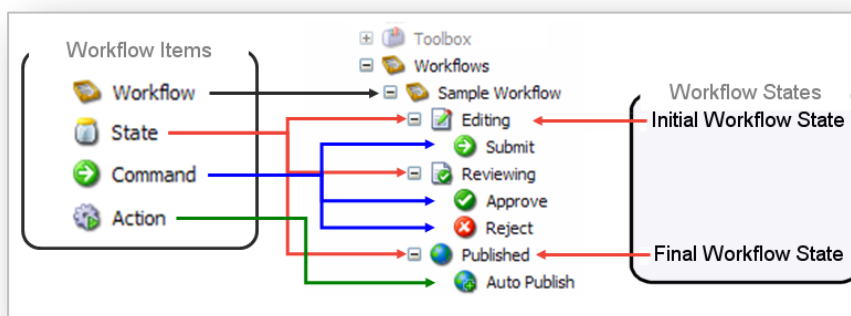 Workflow Items
Workflow
State
Command
Action
Toolbox
Workflows
Sample Workflow
Editing
Submit
Reviewing
Approve
Reject
Published
Auto Publish
Workflow States
Initial Workflow State
Final Workflow State